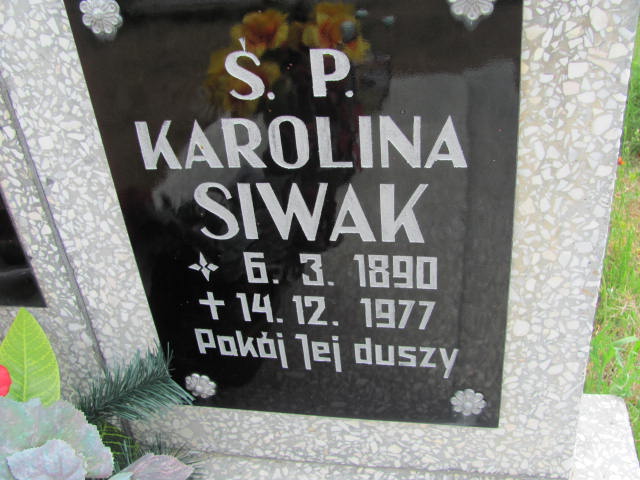 Ś. P.
KAROLINA
SIWAK
6. 3. 1890
14. 12. 1977
Pokój Jej duszy